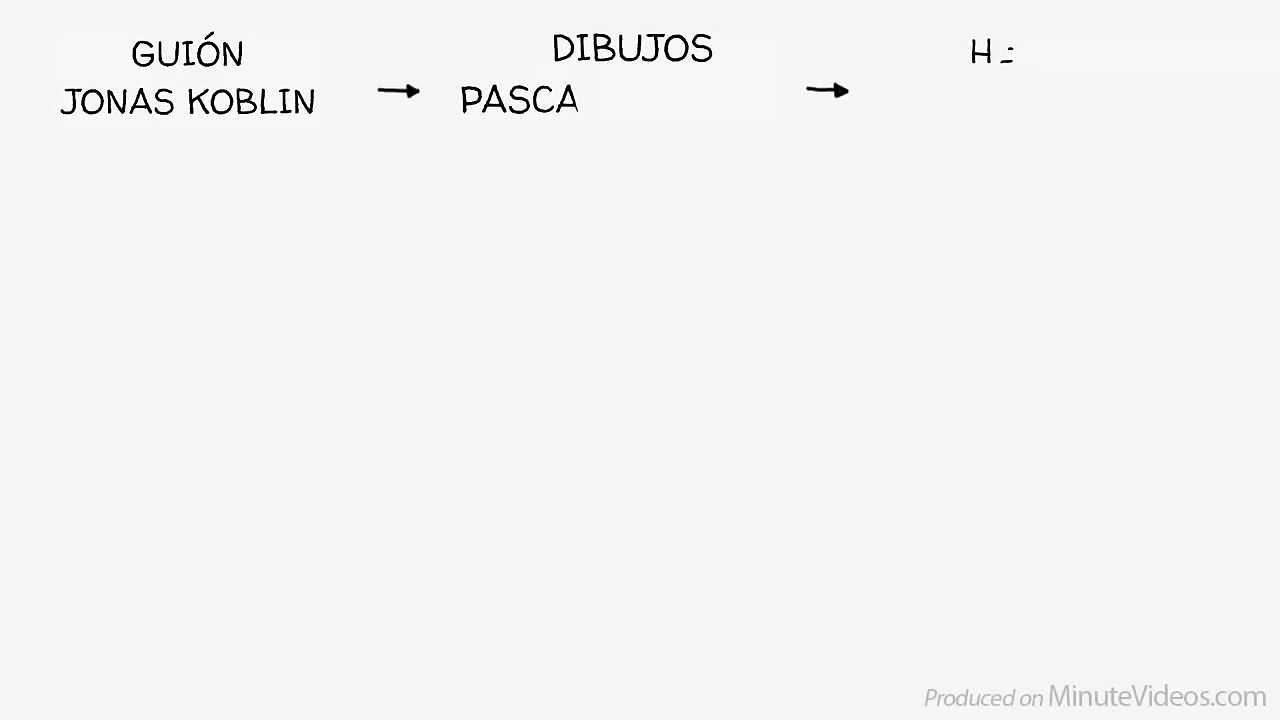 GUIÓN
JONAS KOBLIN
DIBUJOS
PASCA
H
Produced on MinuteVideos.com